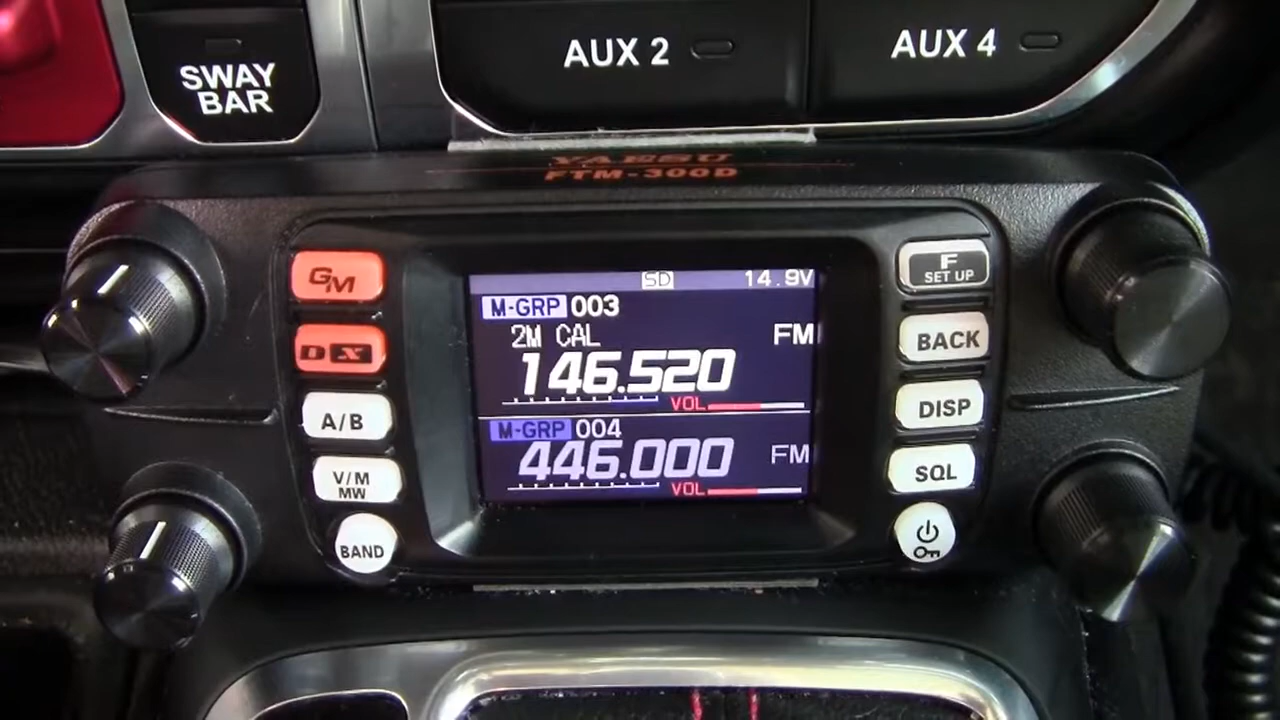 SWAY
BAR
AUX 2
AUX 4
YAESU
FTM-300D
GM
DX
A/B
V/M
MW
BAND
SD 14.9V
M-GRP 003
2M CAL FM
146.520
VOL
M-GRP 004
446.000 FM
VOL
F
SET UP
BACK
DISP
SQL